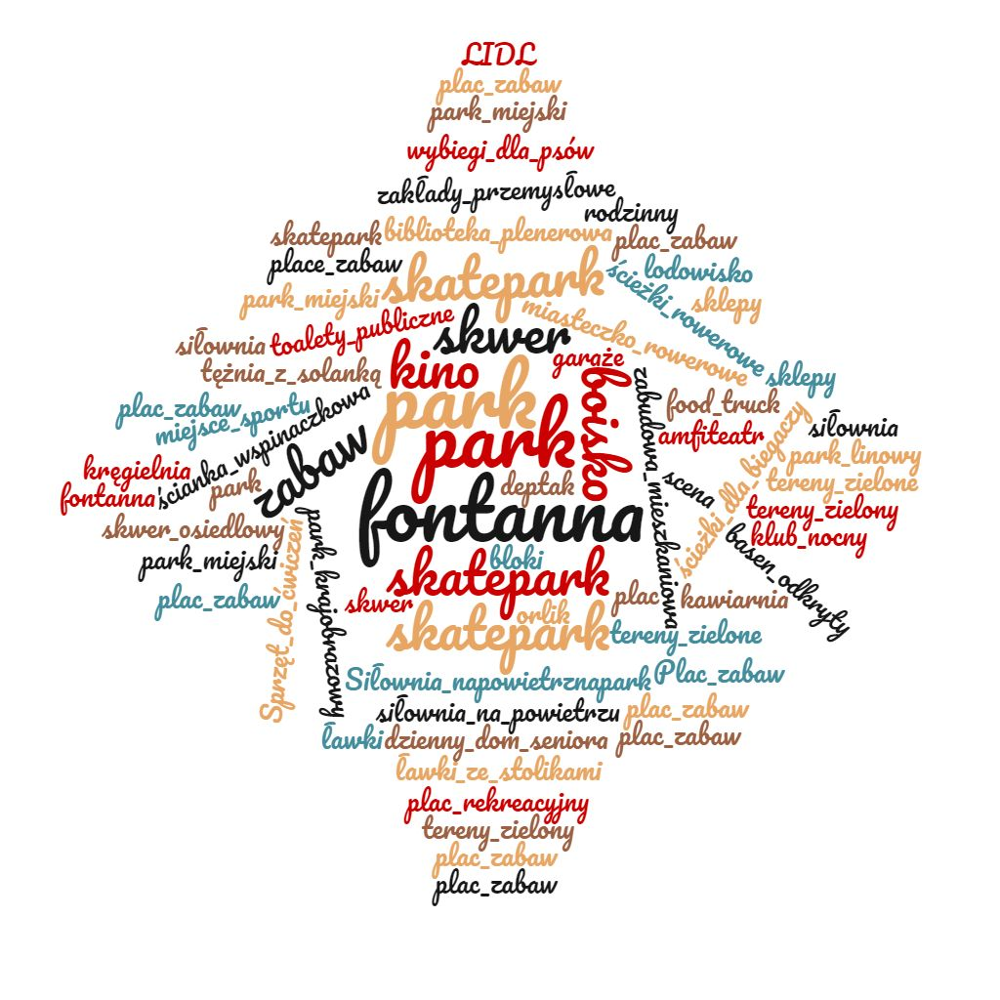 LIDL
plac_zabaw
park_miejski
wybiegi_dla_psów
zakłady_przemysłowe
rodzinny
skatepark
biblioteka_plenerowa
plac_zabaw
place_zabaw
skatepark
ścieżki_rowerowe
lodowisko
park_miejski
sklepy
toalety_publiczne
miasteczko_rowerowe
siłownia
skwer
garaże
tężnia_z_solanką
kino
sklepy
plac_zabaw
miejsce_sportu
ścianka_wspinaczkowa
park
boisko
zabudowa_mieszkaniowa
food_truck
amfiteatr
siłownia
park
park_linowy
kręgielnia
fontanna
park
zabaw
deptak
scena
ścieżki_dla_biegaczy
tereny_zielone
tereny_zielony
fontanna
skwer_osiedlowy
klub_nocny
park_miejski
bloki
basen_odkryty
skatepark
plac_zabaw
Sprzęt_do_ćwiczeń
park_krajobrazowy
skwer
orlik
plac
kawiarnia
skatepark
tereny_zielone
Siłownia_napowietrznapark
Plac_zabaw
siłownia_na_powietrzu
plac_zabaw
ławki
dzienny_dom_seniora
plac_zabaw
ławki_ze_stolikami
plac_rekreacyjny
tereny_zielony
plac_zabaw
plac_zabaw